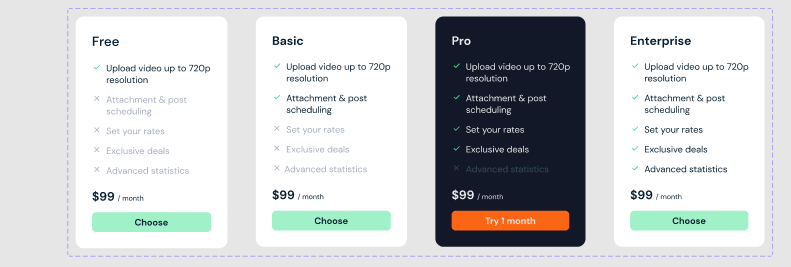 Free
Upload video up to 720p
resolution
Attachment & post
scheduling
Set your rates
Exclusive deals
Advanced statistics
$99 / month
Choose
Basic
Upload video up to 720p
resolution
Attachment & post
scheduling
Set your rates
Exclusive deals
Advanced statistics
$99 / month
Choose
Pro
Upload video up to 720p
resolution
Attachment & post
scheduling
Set your rates
Exclusive deals
Advanced statistics
$99 / month
Try 1 month
Enterprise
Upload video up to 720p
resolution
Attachment & post
scheduling
Set your rates
Exclusive deals
Advanced statistics
$99 / month
Choose